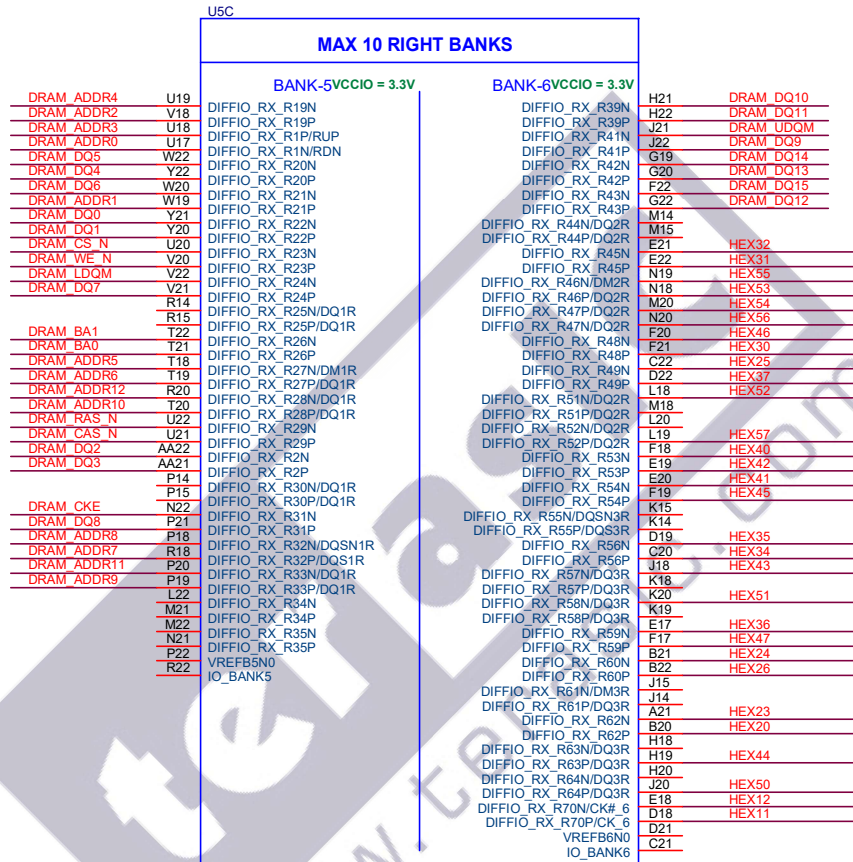 U5C
MAX 10 RIGHT BANKS
BANK-5 VCCIO = 3.3V
DRAM_ADDR4 U19 DIFFIO_RX_R19N
DRAM_ADDR2 V18 DIFFIO_RX_R19P
DRAM_ADDR3 U18 DIFFIO_RX_R1P/RUP
DRAM_ADDR0 U17 DIFFIO_RX_R1N/RDN
DRAM_DQ5 W22 DIFFIO_RX_R20N
DRAM_DQ4 Y22 DIFFIO_RX_R20P
DRAM_DQ6 W20 DIFFIO_RX_R21N
DRAM_ADDR1 W19 DIFFIO_RX_R21P
DRAM_DQ0 Y21 DIFFIO_RX_R22N
DRAM_DQ1 Y20 DIFFIO_RX_R22P
DRAM_CS_N U20 DIFFIO_RX_R23N
DRAM_WE_N V20 DIFFIO_RX_R23P
DRAM_LDQM V22 DIFFIO_RX_R24N
DRAM_DQ7 V21 DIFFIO_RX_R24P
R14 DIFFIO_RX_R25N/DQ1R
R15 DIFFIO_RX_R25P/DQ1R
DRAM_BA1 T22 DIFFIO_RX_R26N
DRAM_BA0 T21 DIFFIO_RX_R26P
DRAM_ADDR5 T18 DIFFIO_RX_R27N/DM1R
DRAM_ADDR6 T19 DIFFIO_RX_R27P/DQ1R
DRAM_ADDR12 R20 DIFFIO_RX_R28N/DQ1R
DRAM_ADDR10 T20 DIFFIO_RX_R28P/DQ1R
DRAM_RAS_N U22 DIFFIO_RX_R29N
DRAM_CAS_N U21 DIFFIO_RX_R29P
DRAM_DQ2 AA22 DIFFIO_RX_R2N
DRAM_DQ3 AA21 DIFFIO_RX_R2P
P14 DIFFIO_RX_R30N/DQ1R
P15 DIFFIO_RX_R30P/DQ1R
DRAM_CKE N22 DIFFIO_RX_R31N
DRAM_DQ8 P21 DIFFIO_RX_R31P
DRAM_ADDR8 P18 DIFFIO_RX_R32N/DQSN1R
DRAM_ADDR7 R18 DIFFIO_RX_R32P/DQS1R
DRAM_ADDR11 P20 DIFFIO_RX_R33N/DQ1R
DRAM_ADDR9 P19 DIFFIO_RX_R33P/DQ1R
L22 DIFFIO_RX_R34N
M21 DIFFIO_RX_R34P
M22 DIFFIO_RX_R35N
N21 DIFFIO_RX_R35P
P22 VREFB5N0
R22 IO_BANK5
BANK-6 VCCIO = 3.3V
DIFFIO_RX_R39N H21 DRAM_DQ10
DIFFIO_RX_R39P H22 DRAM_DQ11
DIFFIO_RX_R41N J21 DRAM_UDQM
DIFFIO_RX_R41P J22 DRAM_DQ9
DIFFIO_RX_R42N G19 DRAM_DQ14
DIFFIO_RX_R42P G20 DRAM_DQ13
DIFFIO_RX_R43N F22 DRAM_DQ15
DIFFIO_RX_R43P G22 DRAM_DQ12
DIFFIO_RX_R44N/DQ2R M14
DIFFIO_RX_R44P/DQ2R M15
DIFFIO_RX_R45N E21 HEX32
DIFFIO_RX_R45P E22 HEX31
DIFFIO_RX_R46N/DM2R N19 HEX55
DIFFIO_RX_R46P/DQ2R N18 HEX53
DIFFIO_RX_R47P/DQ2R M20 HEX54
DIFFIO_RX_R47N/DQ2R N20 HEX56
DIFFIO_RX_R48N F20 HEX46
DIFFIO_RX_R48P F21 HEX30
DIFFIO_RX_R49N C22 HEX25
DIFFIO_RX_R49P D22 HEX37
DIFFIO_RX_R51N/DQ2R L18 HEX52
DIFFIO_RX_R51P/DQ2R M18
DIFFIO_RX_R52N/DQ2R L20
DIFFIO_RX_R52P/DQ2R L19 HEX57
DIFFIO_RX_R53N F18 HEX40
DIFFIO_RX_R53P E19 HEX42
DIFFIO_RX_R54N E20 HEX41
DIFFIO_RX_R54P F19 HEX45
DIFFIO_RX_R55N/DQSN3R K15
DIFFIO_RX_R55P/DQS3R K14
DIFFIO_RX_R56N D19 HEX35
DIFFIO_RX_R56P C20 HEX34
DIFFIO_RX_R57N/DQ3R J18 HEX43
DIFFIO_RX_R57P/DQ3R K18
DIFFIO_RX_R58N/DQ3R K20 HEX51
DIFFIO_RX_R58P/DQ3R K19
DIFFIO_RX_R59N E17 HEX36
DIFFIO_RX_R59P F17 HEX47
DIFFIO_RX_R60N B21 HEX24
DIFFIO_RX_R60P B22 HEX26
DIFFIO_RX_R61N/DM3R J15
DIFFIO_RX_R61P/DQ3R J14
DIFFIO_RX_R62N A21 HEX23
DIFFIO_RX_R62P B20 HEX20
DIFFIO_RX_R63N/DQ3R H18
DIFFIO_RX_R63P/DQ3R H19 HEX44
DIFFIO_RX_R64N/DQ3R H20
DIFFIO_RX_R64P/DQ3R J20 HEX50
DIFFIO_RX_R70N/CK#_6 E18 HEX12
DIFFIO_RX_R70P/CK_6 D18 HEX11
VREFB6N0 D21
IO_BANK6 C21
terasic
w.terasic.com